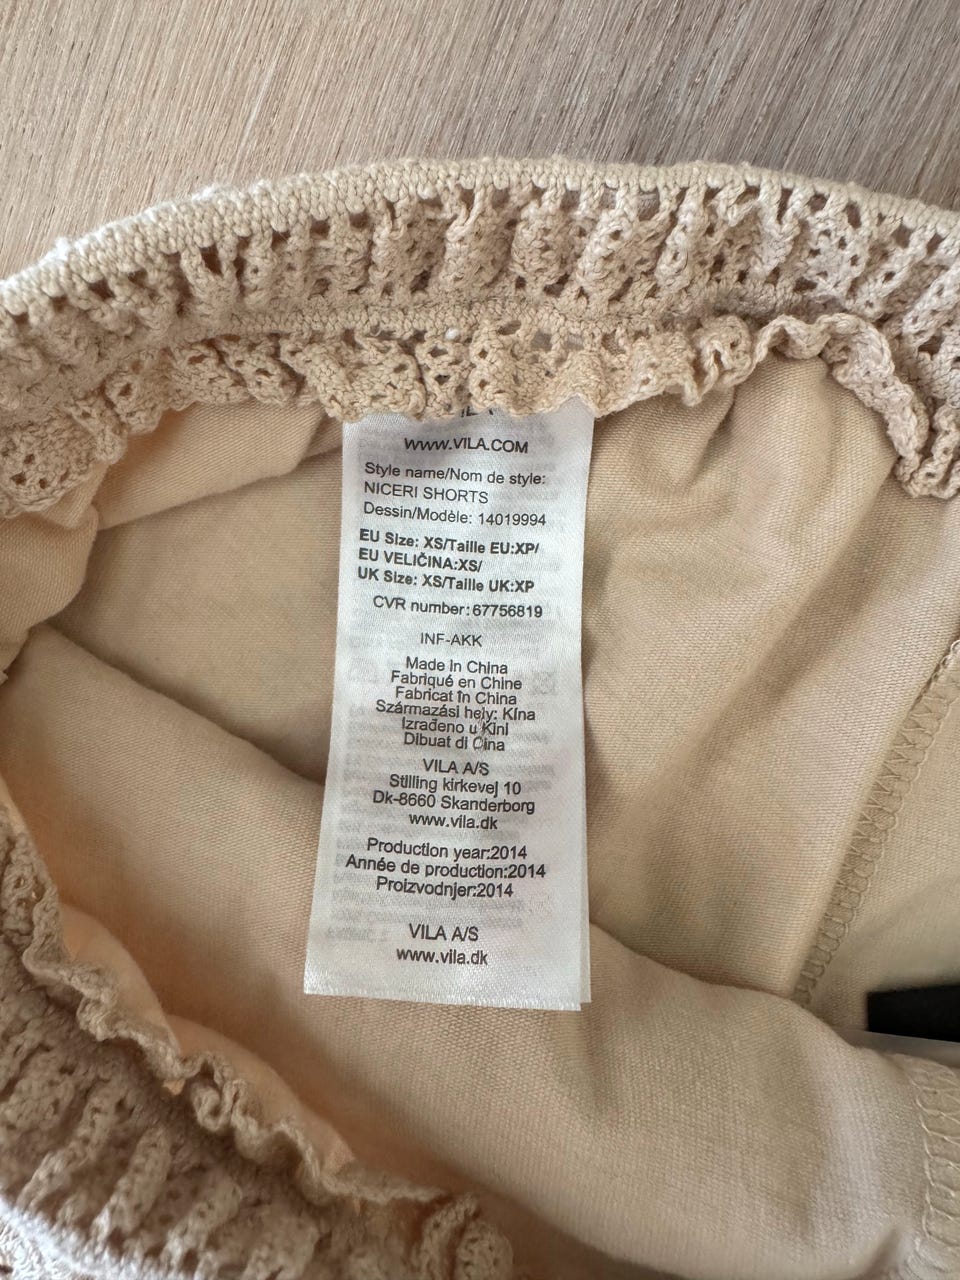 www.VILA.COM
Style name/Nom de style:
NICERI SHORTS
Dessin/Modèle: 14019994
EU Size: XS/Taille EU:XP/
EU VELIČINA:XS/
UK Size: XS/Taille UK:XP
CVR number:67756819
INF-AKK
Made in China
Fabriqué en Chine
Fabricat în China
Származási hely: Kína
Izrađeno u Kini
Dibuat di Cina
VILA A/S
Stilling kirkevej 10
Dk-8660 Skanderborg
www.vila.dk
Production year:2014
Année de production:2014
Proizvodnjer:2014
VILA A/S
www.vila.dk